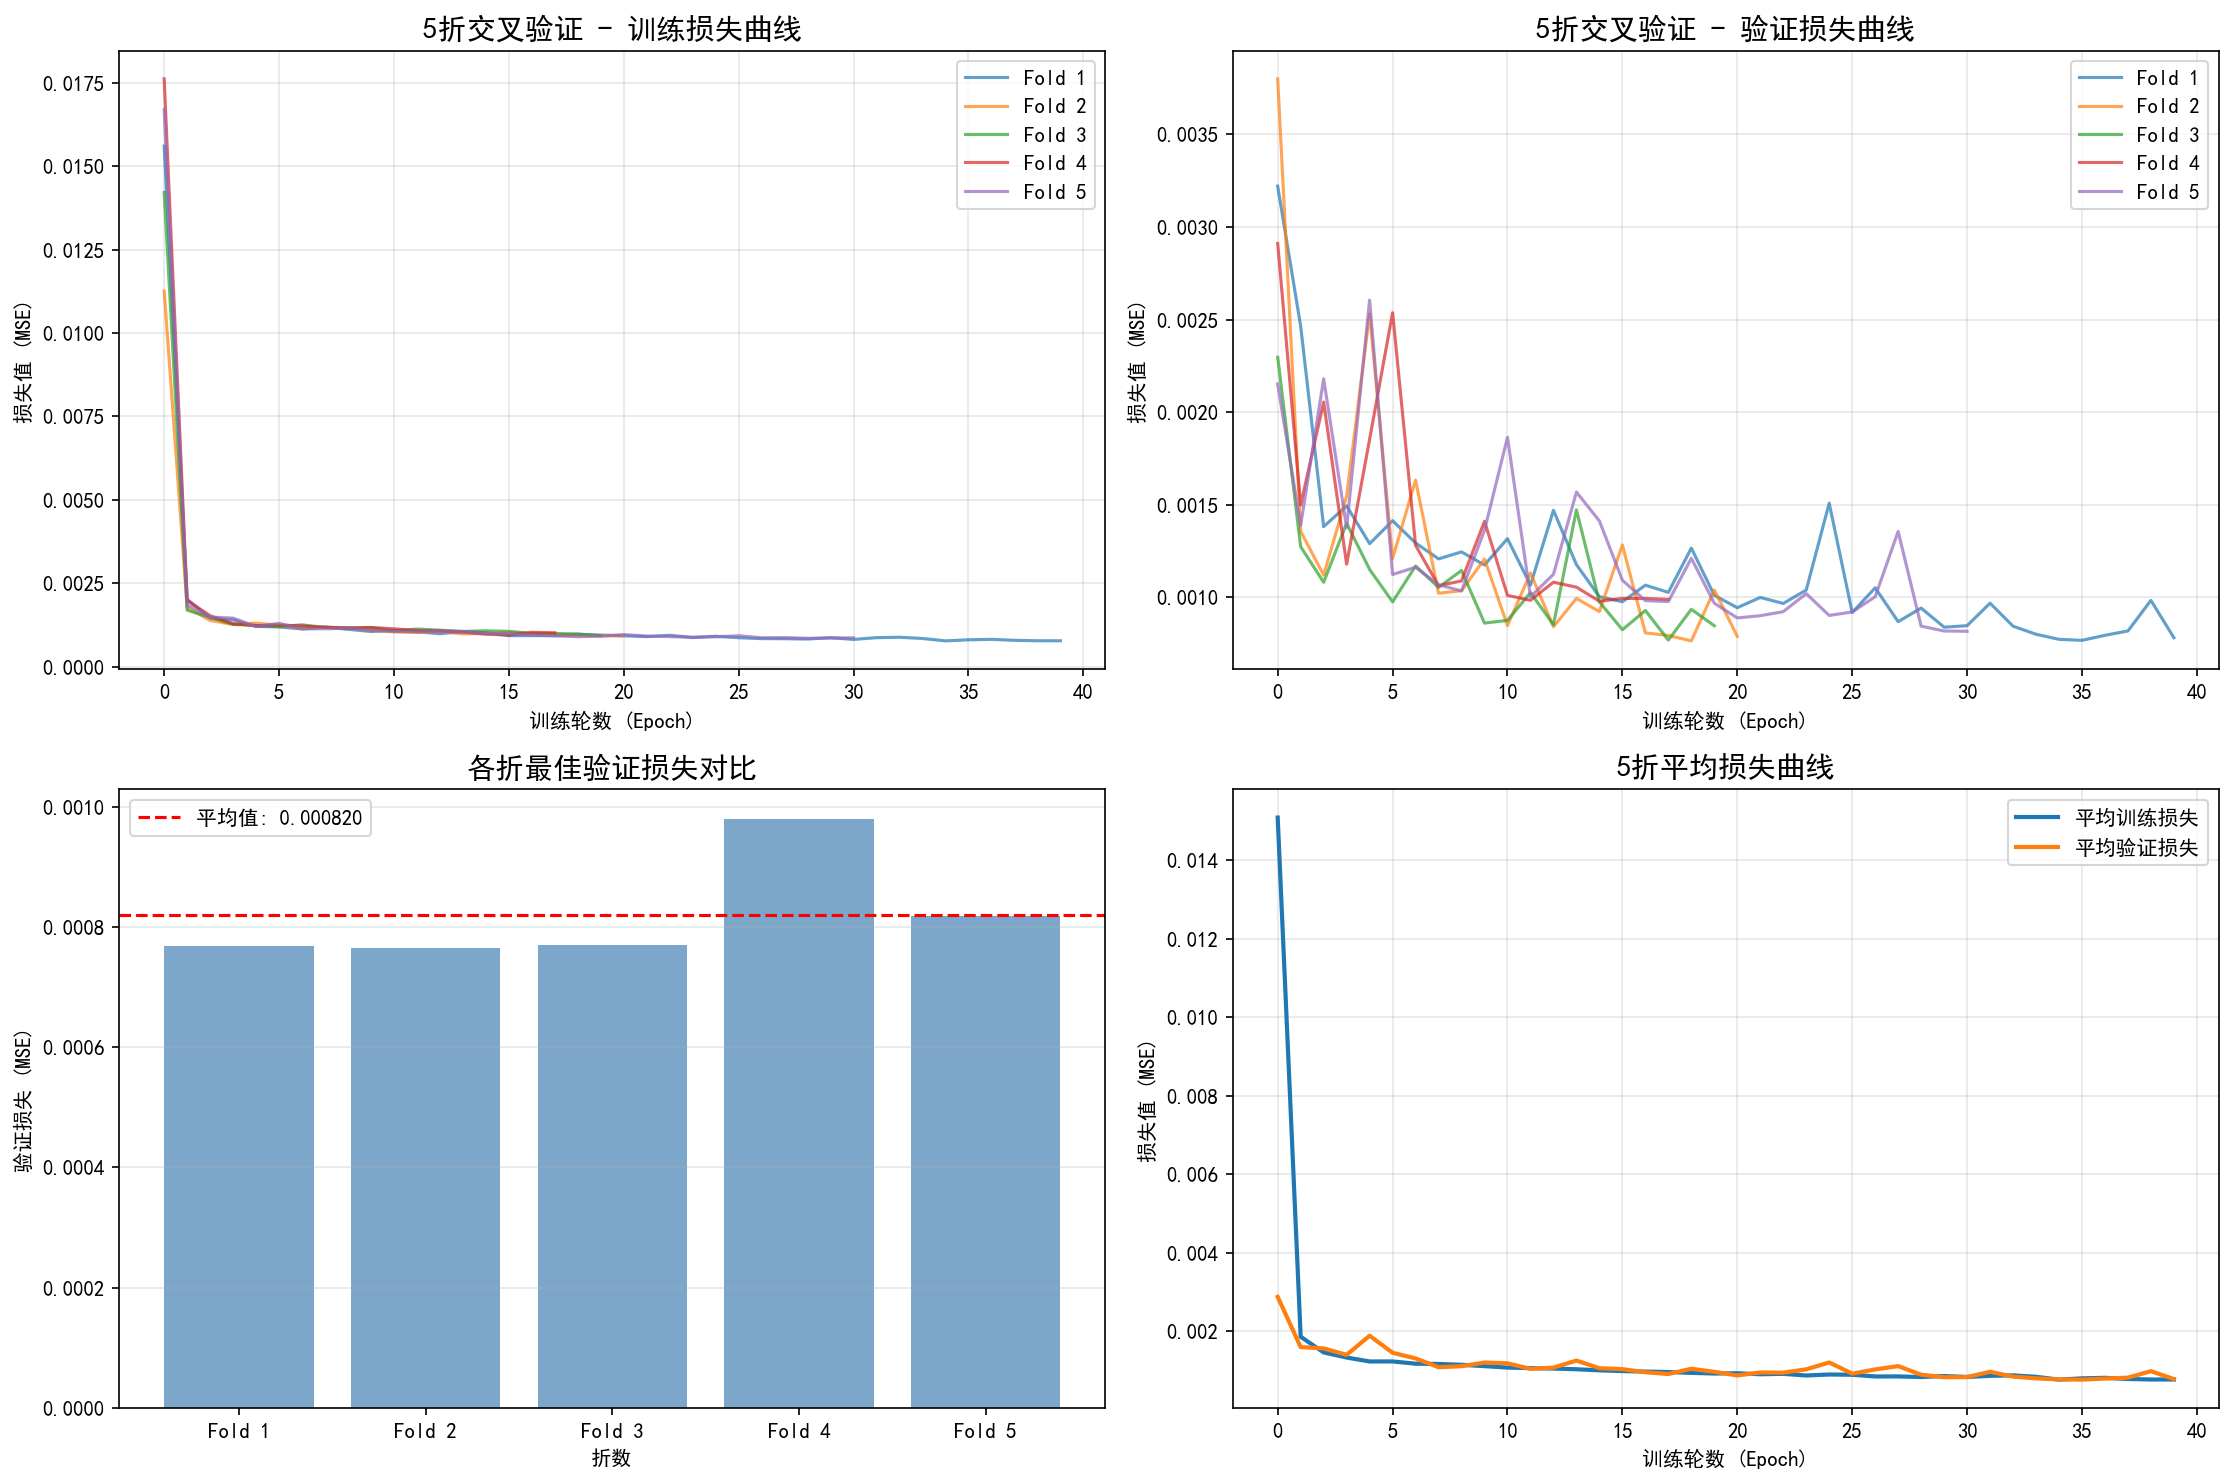 5折交叉验证 - 训练损失曲线
0.0175
0.0150
0.0125
0.0100
0.0075
0.0050
0.0025
0.0000
损失值 (MSE)
Fold 1
Fold 2
Fold 3
Fold 4
Fold 5
0 5 10 15 20 25 30 35 40
训练轮数 (Epoch)
5折交叉验证 - 验证损失曲线
0.0035
0.0030
0.0025
0.0020
0.0015
0.0010
损失值 (MSE)
Fold 1
Fold 2
Fold 3
Fold 4
Fold 5
0 5 10 15 20 25 30 35 40
训练轮数 (Epoch)
各折最佳验证损失对比
平均值: 0.000820
0.0010
0.0008
0.0006
0.0004
0.0002
0.0000
验证损失 (MSE)
Fold 1 Fold 2 Fold 3 Fold 4 Fold 5
折数
5折平均损失曲线
平均训练损失
平均验证损失
0.014
0.012
0.010
0.008
0.006
0.004
0.002
损失值 (MSE)
0 5 10 15 20 25 30 35 40
训练轮数 (Epoch)